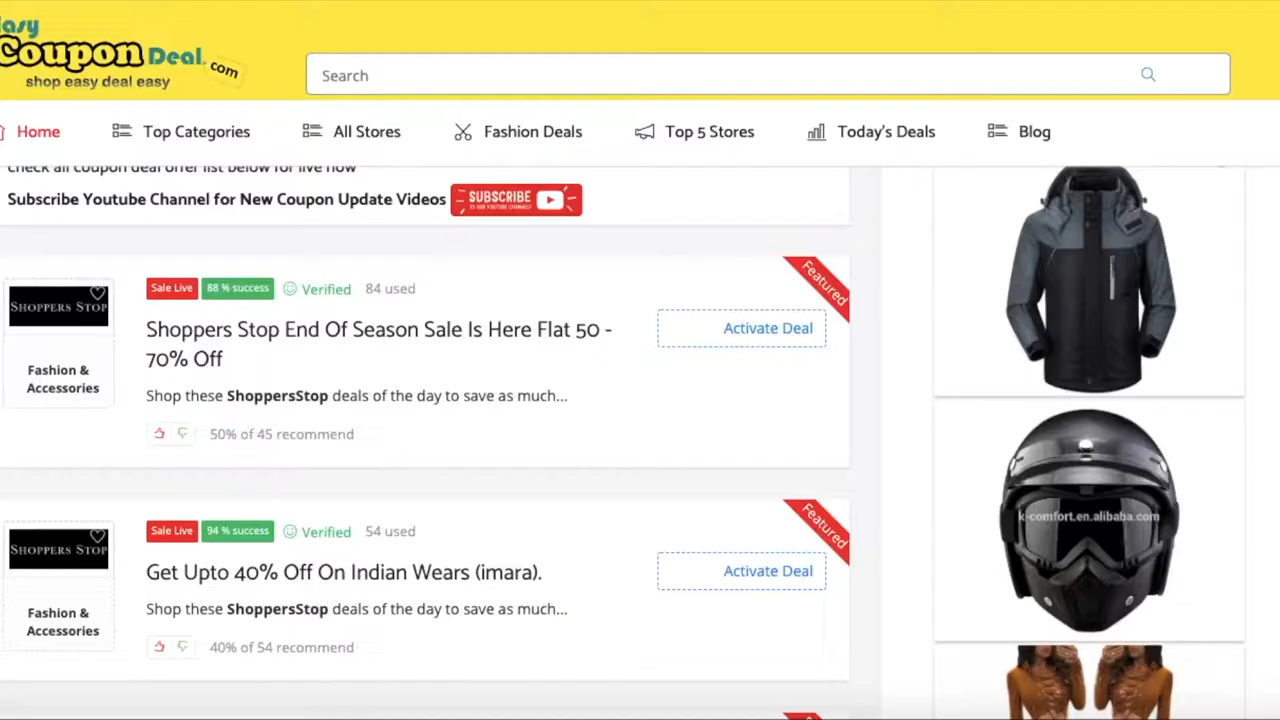 asy
Coupon Deal.com
shop easy deal easy
Search
Home
Top Categories
All Stores
Fashion Deals
Top 5 Stores
Today's Deals
Blog
check all coupon deal offer list below for live now
Subscribe Youtube Channel for New Coupon Update Videos
SUBSCRIBE
TO OUR YOUTUBE CHANNEL
Featured
SHOPPERS STOP
Fashion &
Accessories
Sale Live 88 % success Verified 84 used
Shoppers Stop End Of Season Sale Is Here Flat 50 -
70% Off
Shop these ShoppersStop deals of the day to save as much...
50% of 45 recommend
Activate Deal
Featured
SHOPPERS STOP
Fashion &
Accessories
Sale Live 94 % success Verified 54 used
Get Upto 40% Off On Indian Wears (imara).
Shop these ShoppersStop deals of the day to save as much...
40% of 54 recommend
Activate Deal
k-comfort.en.alibaba.com